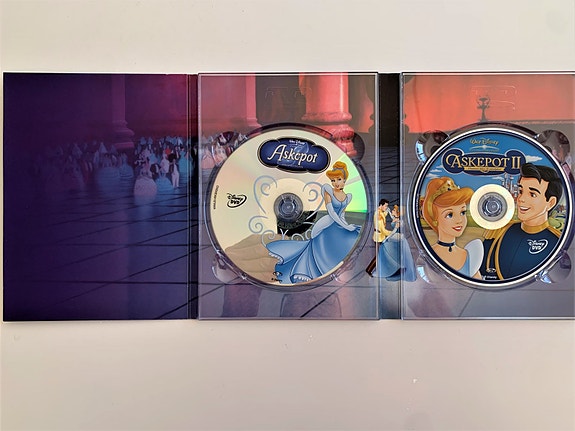 WALT DISNEY
Askepot
Disney
DVD
WALT DISNEY
ASKEPOT II
Disney
DVD